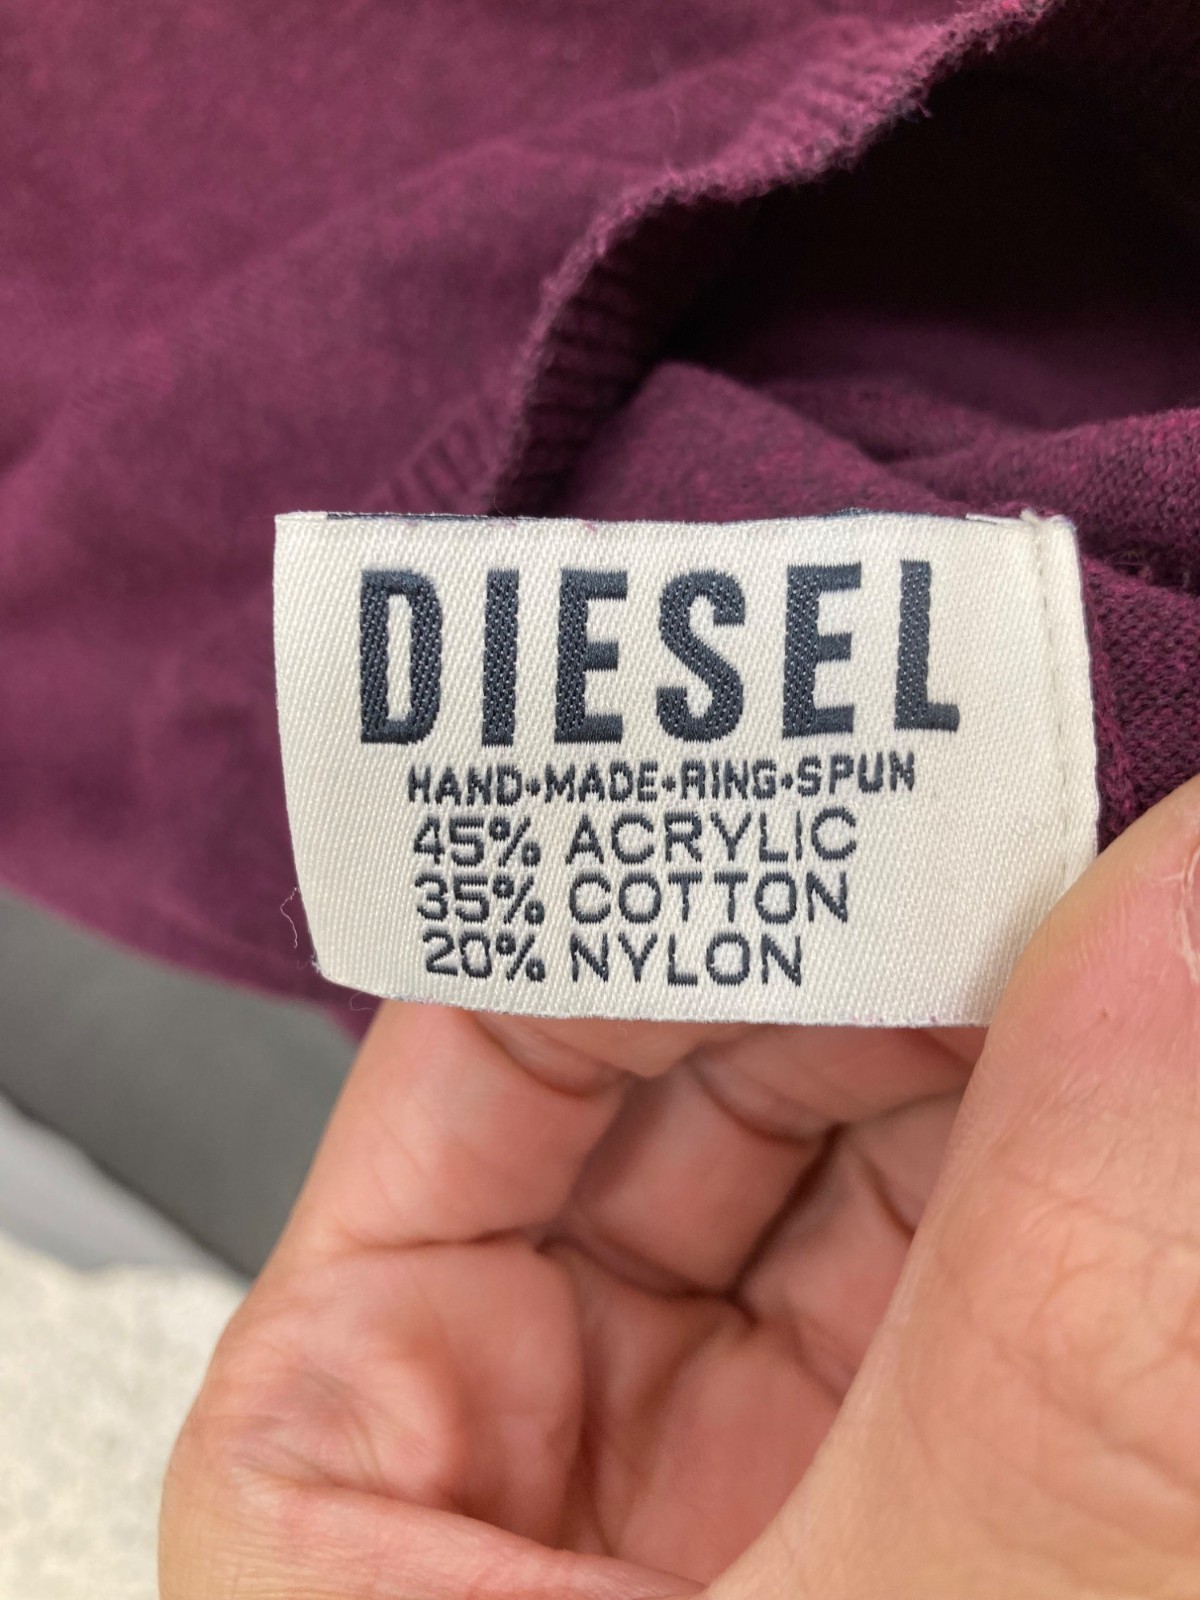 DIESEL
HAND•MADE•RING•SPUN
45% ACRYLIC
35% COTTON
20% NYLON